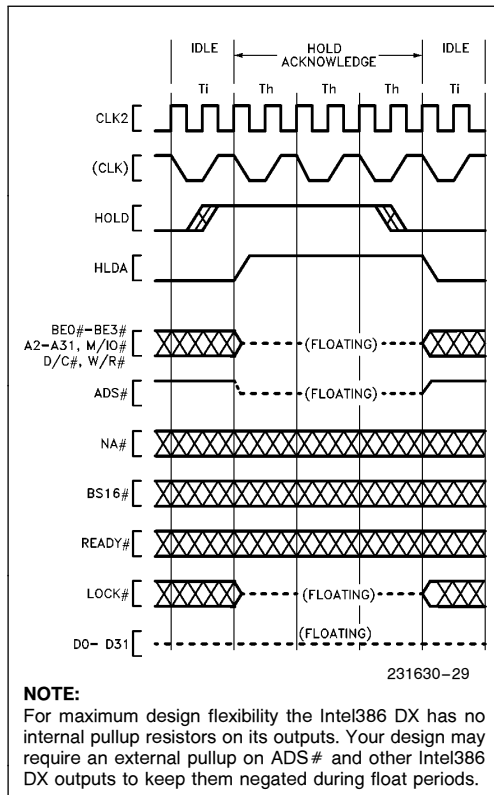 IDLE HOLD ACKNOWLEDGE IDLE
Ti Th Th Th Ti
CLK2
(CLK)
HOLD
HLDA
BE0#-BE3#
A2-A31, M/IO#
D/C#, W/R#
(FLOATING)
ADS#
(FLOATING)
NA#
BS16#
READY#
LOCK#
(FLOATING)
D0- D31
(FLOATING)
231630-29
NOTE:
For maximum design flexibility the Intel386 DX has no
internal pullup resistors on its outputs. Your design may
require an external pullup on ADS# and other Intel386
DX outputs to keep them negated during float periods.